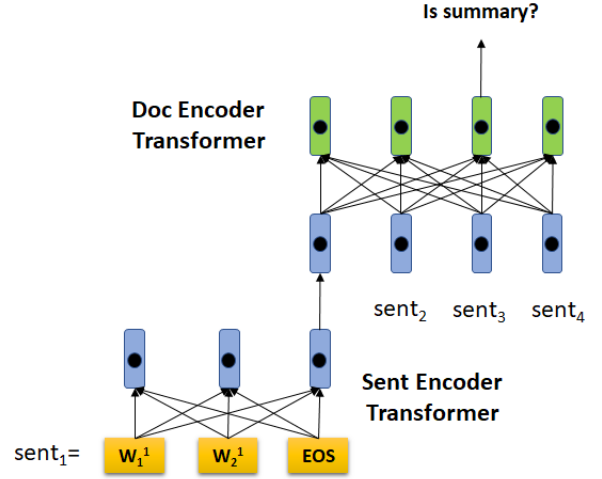 Is summary?
Doc Encoder
Transformer
sent₂ sent₃ sent₄
Sent Encoder
Transformer
sent₁= W₁¹ W₂¹ EOS